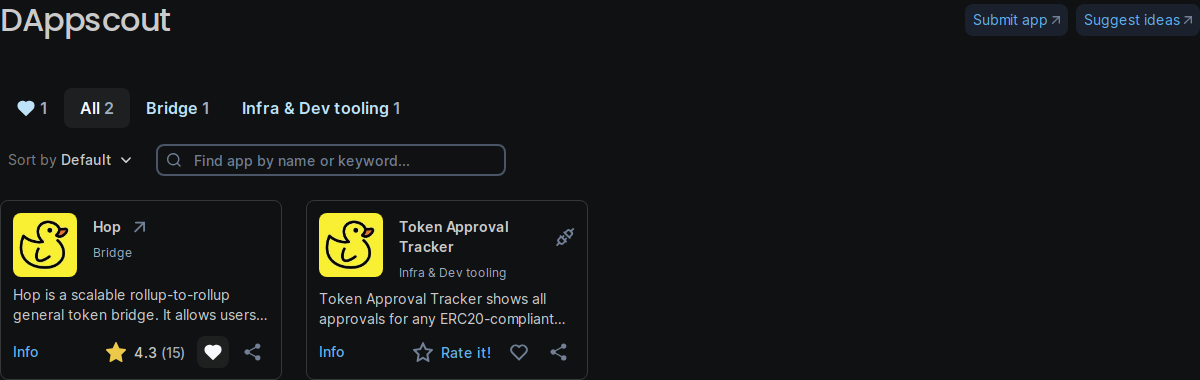 DAppscout
Submit app
Suggest ideas
1
All 2
Bridge 1
Infra & Dev tooling 1
Sort by Default
Find app by name or keyword...
Hop
Bridge
Hop is a scalable rollup-to-rollup
general token bridge. It allows users...
Info
4.3 (15)
Token Approval
Tracker
Infra & Dev tooling
Token Approval Tracker shows all
approvals for any ERC20-compliant...
Info
Rate it!